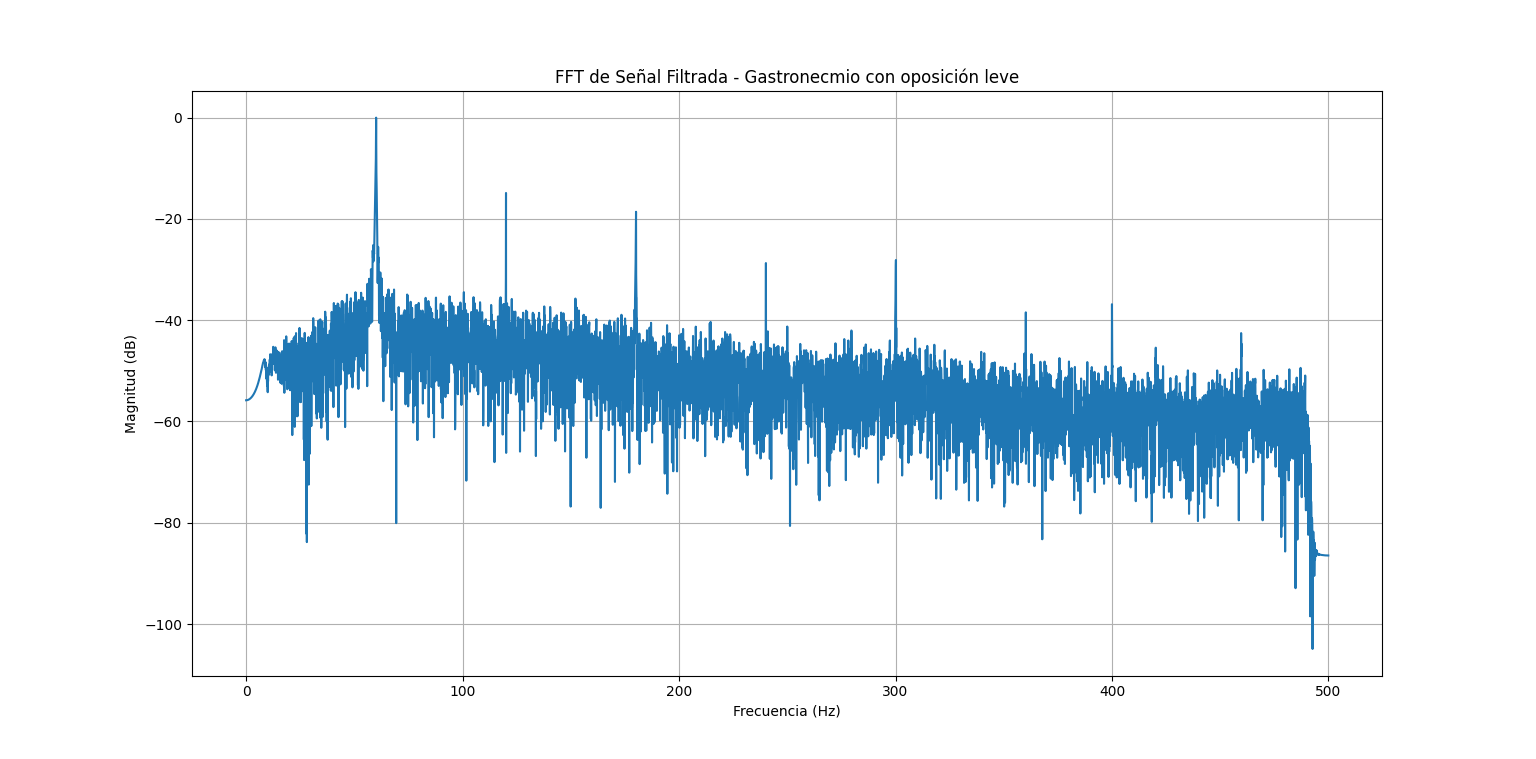 FFT de Señal Filtrada - Gastronecmio con oposición leve
0
−20
−40
−60
−80
−100
Magnitud (dB)
0 100 200 300 400 500
Frecuencia (Hz)